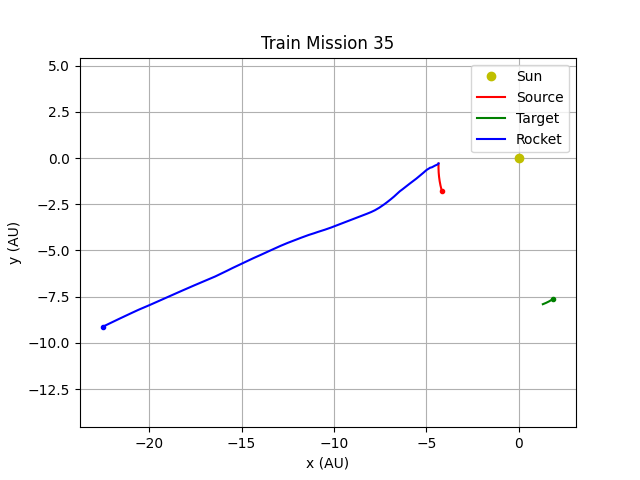 Train Mission 35
Sun
Source
Target
Rocket
5.0
2.5
0.0
−2.5
−5.0
−7.5
−10.0
−12.5
y (AU)
−20
−15
−10
−5
0
x (AU)